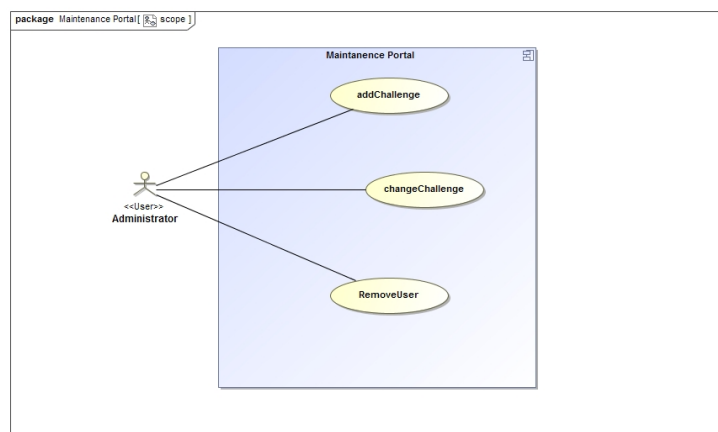 package Maintenance Portal[ scope ]
Maintanence Portal
addChallenge
changeChallenge
<<User>>
Administrator
RemoveUser